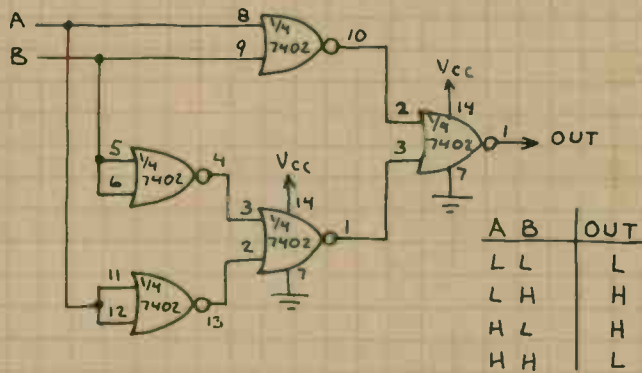 A 8 1/4 7402 10
B 9
Vcc
2 14
1/4 7402 1 OUT
3
7
5 1/4 7402 4
6
Vcc
14
3 1/4 7402 1
2
7
11 1/4 7402 13
12
A B OUT
L L L
L H H
H L H
H H L